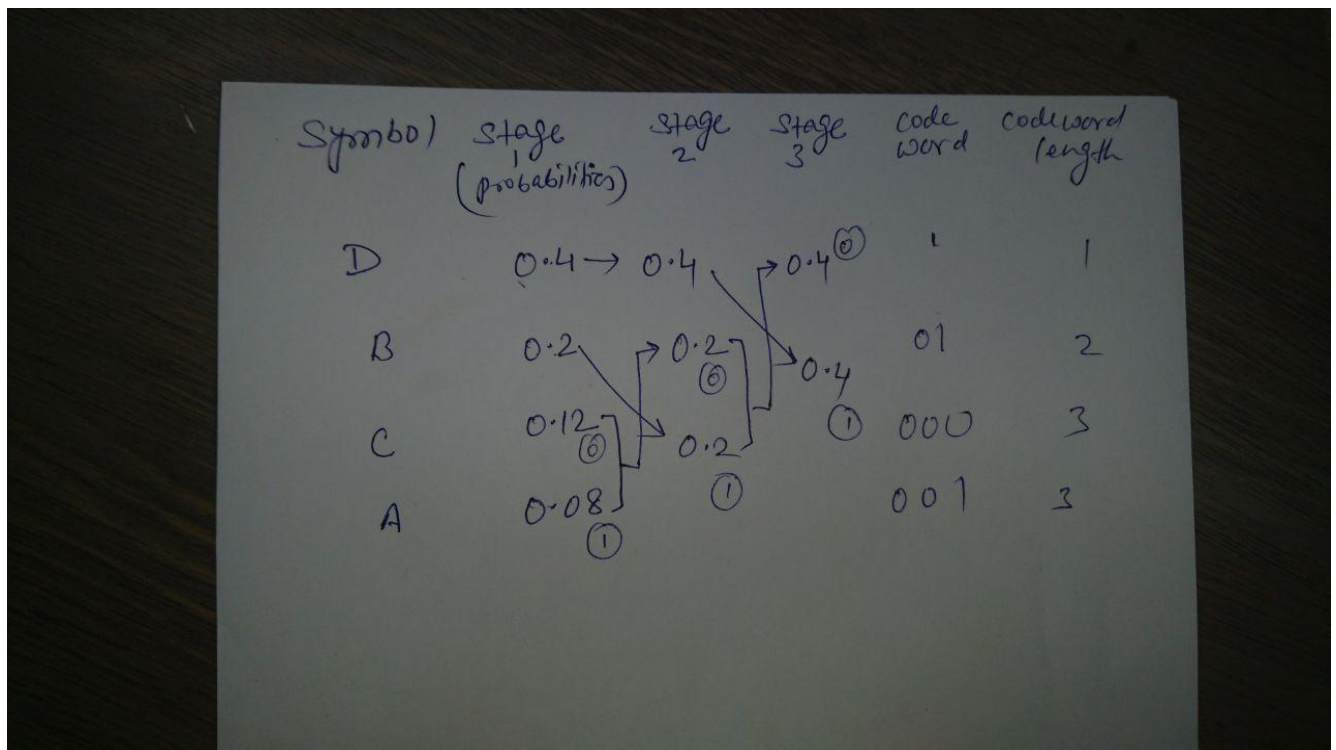 Symbol stage 1 (probabilities) stage 2 stage 3 code word codeword length
D 0.4 → 0.4 0.4 0 1 1
B 0.2 0.2 0 0.4 1 01 2
C 0.12 0 0.2 1 000 3
A 0.08 1 001 3